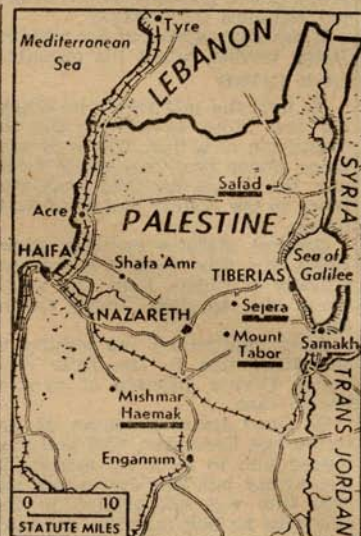 Tyre
Mediterranean
Sea
LEBANON
Safad
SYRIA
Acre
PALESTINE
HAIFA
Shafa 'Amr
TIBERIAS
Sea of
Galilee
NAZARETH
Sejera
Mount
Tabor
Samakh
Mishmar
Haemak
TRANS JORDAN
Engannim
0 10
STATUTE MILES